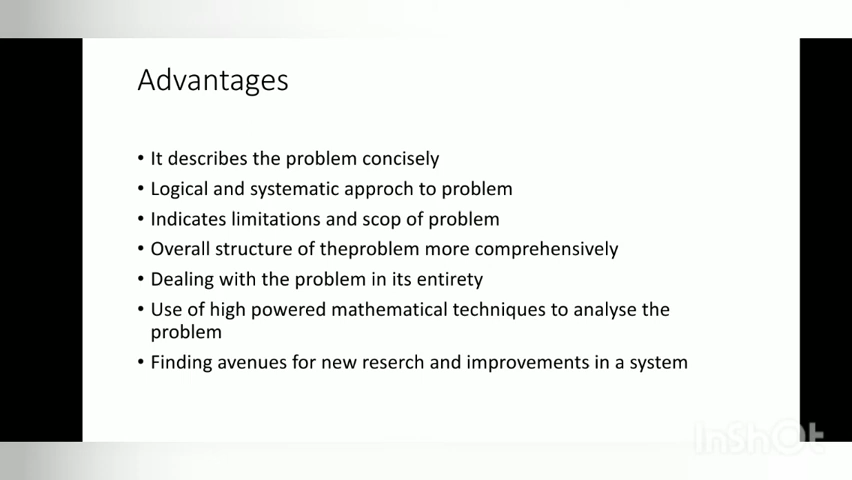 Advantages
• It describes the problem concisely
• Logical and systematic approch to problem
• Indicates limitations and scop of problem
• Overall structure of theproblem more comprehensively
• Dealing with the problem in its entirety
• Use of high powered mathematical techniques to analyse the
problem
• Finding avenues for new reserch and improvements in a system
InShOt